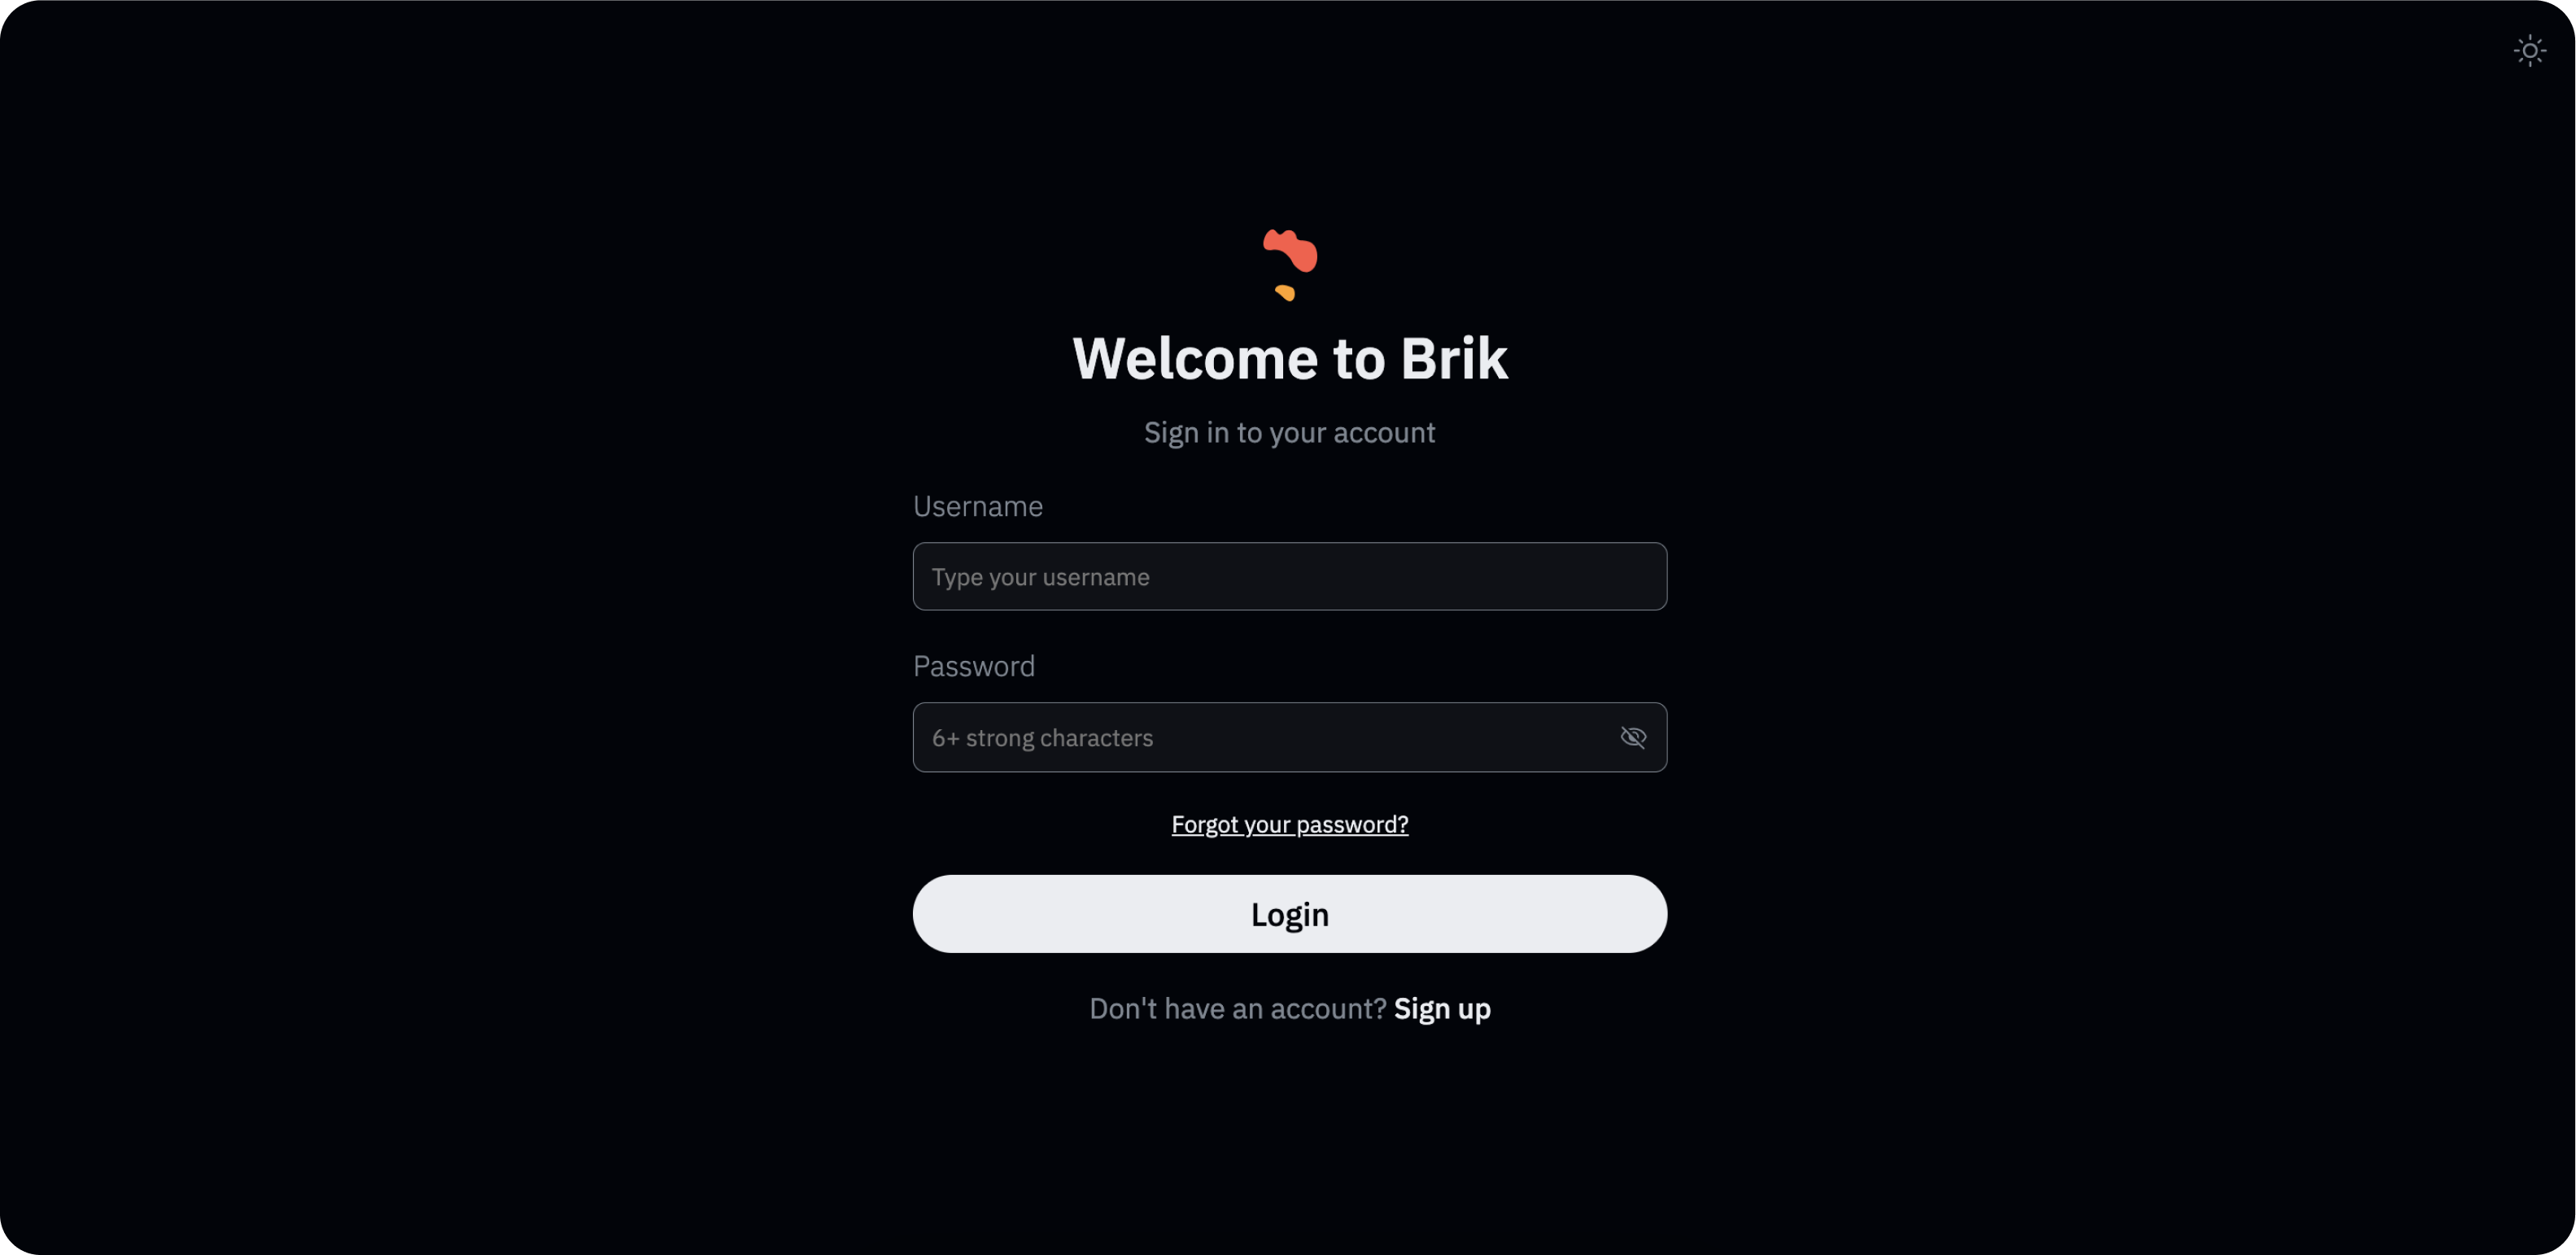 Welcome to Brik
Sign in to your account
Username
Type your username
Password
6+ strong characters
Forgot your password?
Login
Don't have an account? Sign up